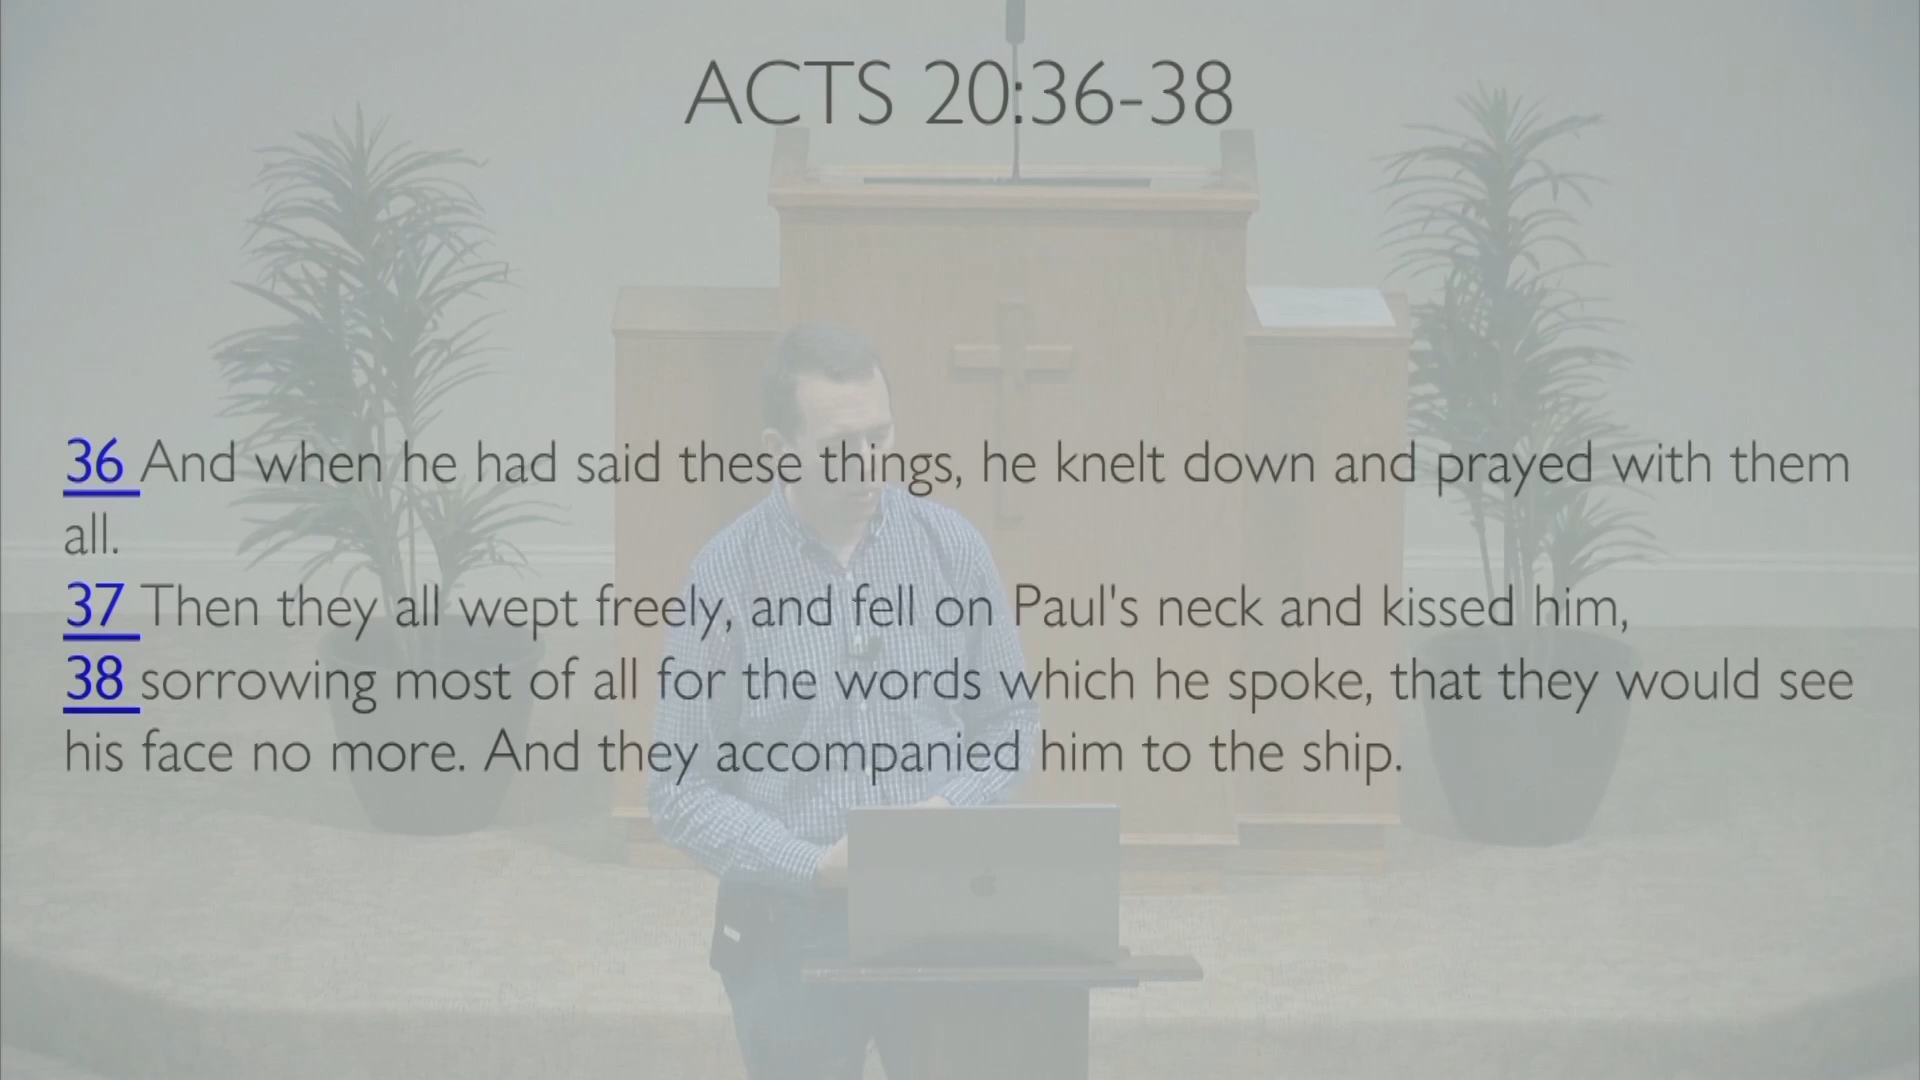 ACTS 20:36-38
36 And when he had said these things, he knelt down and prayed with them
all.
37 Then they all wept freely, and fell on Paul's neck and kissed him,
38 sorrowing most of all for the words which he spoke, that they would see
his face no more. And they accompanied him to the ship.